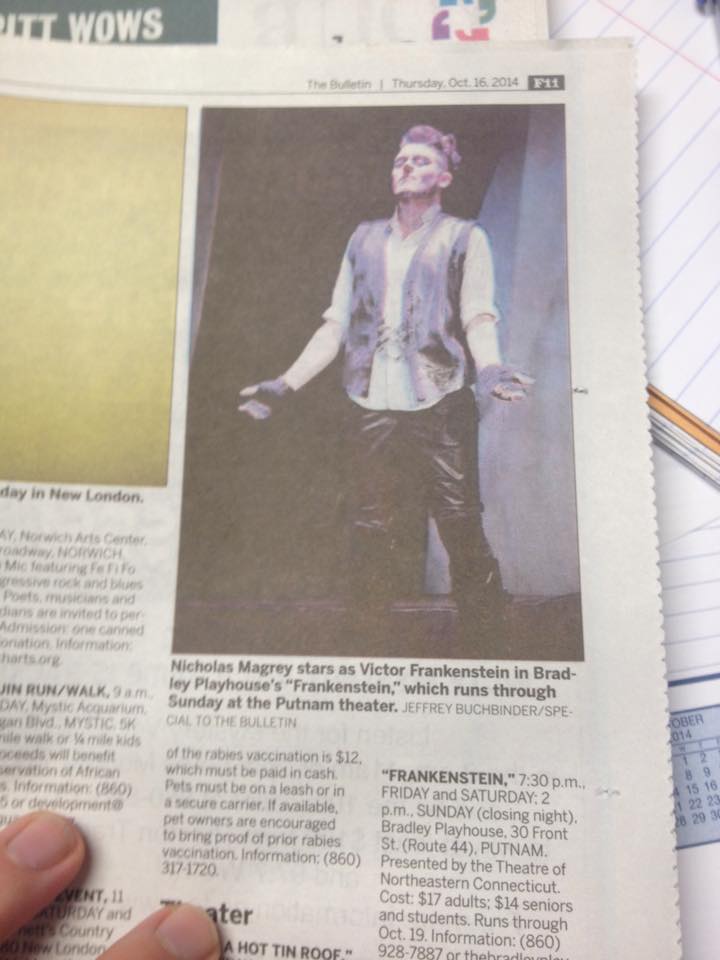 PITT WOWS
The Bulletin | Thursday, Oct. 16, 2014 F11
day in New London.
AY, Norwich Arts Center,
roadway, NORWICH.
Mic featuring Fe Fi Fo
gressive rock and blues
Poets, musicians and
dians are invited to per-
Admission: one canned
onation. Information:
harts.org.
UIN RUN/WALK, 9 a.m.,
DAY, Mystic Acquarium,
gan Blvd., MYSTIC. 5K
mile walk or ¼ mile kids
oceeds will benefit
servation of African
s. Information: (860)
5 or development@
EVENT, 11
ATURDAY and
nett's Country
New London
Nicholas Magrey stars as Victor Frankenstein in Brad-
ley Playhouse's "Frankenstein," which runs through
Sunday at the Putnam theater. JEFFREY BUCHBINDER/SPE-
CIAL TO THE BULLETIN
of the rabies vaccination is $12,
which must be paid in cash.
Pets must be on a leash or in
a secure carrier. If available,
pet owners are encouraged
to bring proof of prior rabies
vaccination. Information: (860)
317-1720.
ater
A HOT TIN ROOF,"
"FRANKENSTEIN," 7:30 p.m.,
FRIDAY and SATURDAY; 2
p.m., SUNDAY (closing night),
Bradley Playhouse, 30 Front
St. (Route 44), PUTNAM.
Presented by the Theatre of
Northeastern Connecticut.
Cost: $17 adults; $14 seniors
and students. Runs through
Oct. 19. Information: (860)
928-7887 or thebradleyplay
OBER
014
1 2
8 9
15 16
22 23
28 29 30